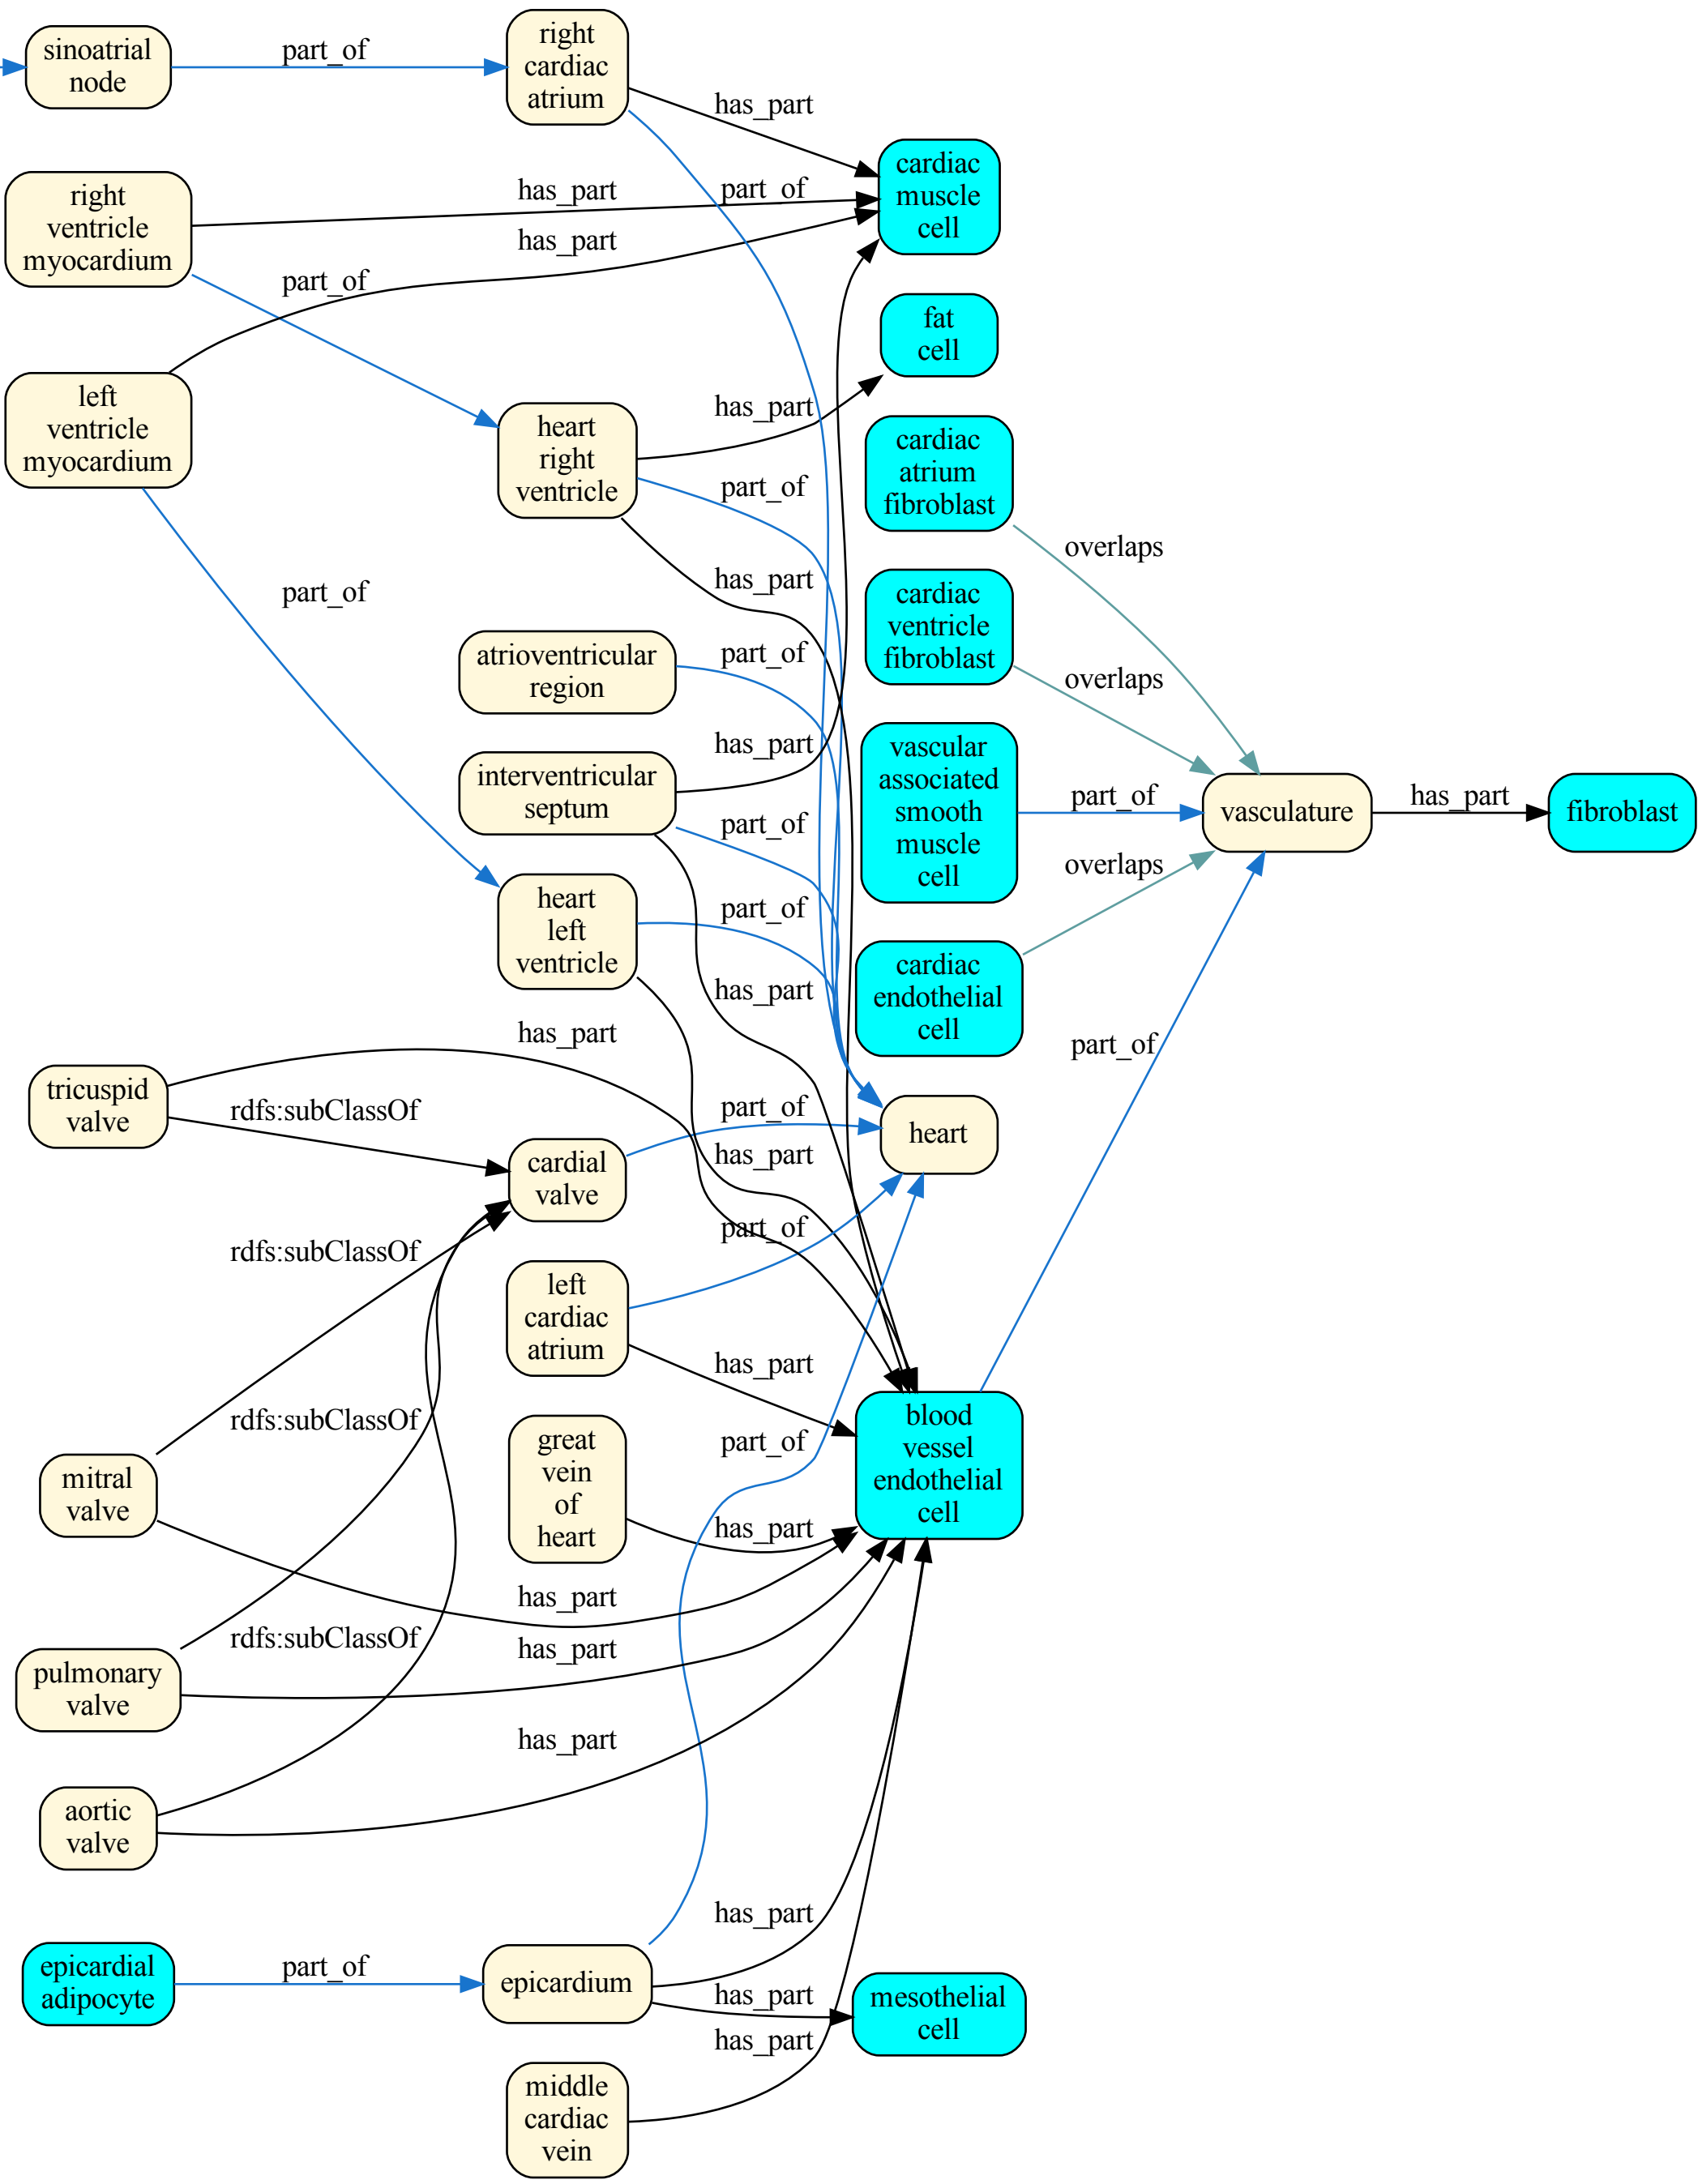 sinoatrial
node
part_of
right
cardiac
atrium
has_part
cardiac
muscle
cell
right
ventricle
myocardium
has_part
part_of
has_part
part_of
fat
cell
left
ventricle
myocardium
heart
right
ventricle
has_part
part_of
has_part
cardiac
atrium
fibroblast
overlaps
part_of
cardiac
ventricle
fibroblast
overlaps
atrioventricular
region
part_of
interventricular
septum
has_part
part_of
has_part
vascular
associated
smooth
muscle
cell
part_of
vasculature
has_part
fibroblast
overlaps
heart
left
ventricle
part_of
has_part
cardiac
endothelial
cell
part_of
tricuspid
valve
has_part
rdfs:subClassOf
cardial
valve
part_of
heart
rdfs:subClassOf
part_of
left
cardiac
atrium
has_part
blood
vessel
endothelial
cell
great
vein
of
heart
part_of
has_part
mitral
valve
rdfs:subClassOf
has_part
pulmonary
valve
rdfs:subClassOf
has_part
aortic
valve
has_part
epicardial
adipocyte
part_of
epicardium
has_part
has_part
mesothelial
cell
has_part
middle
cardiac
vein